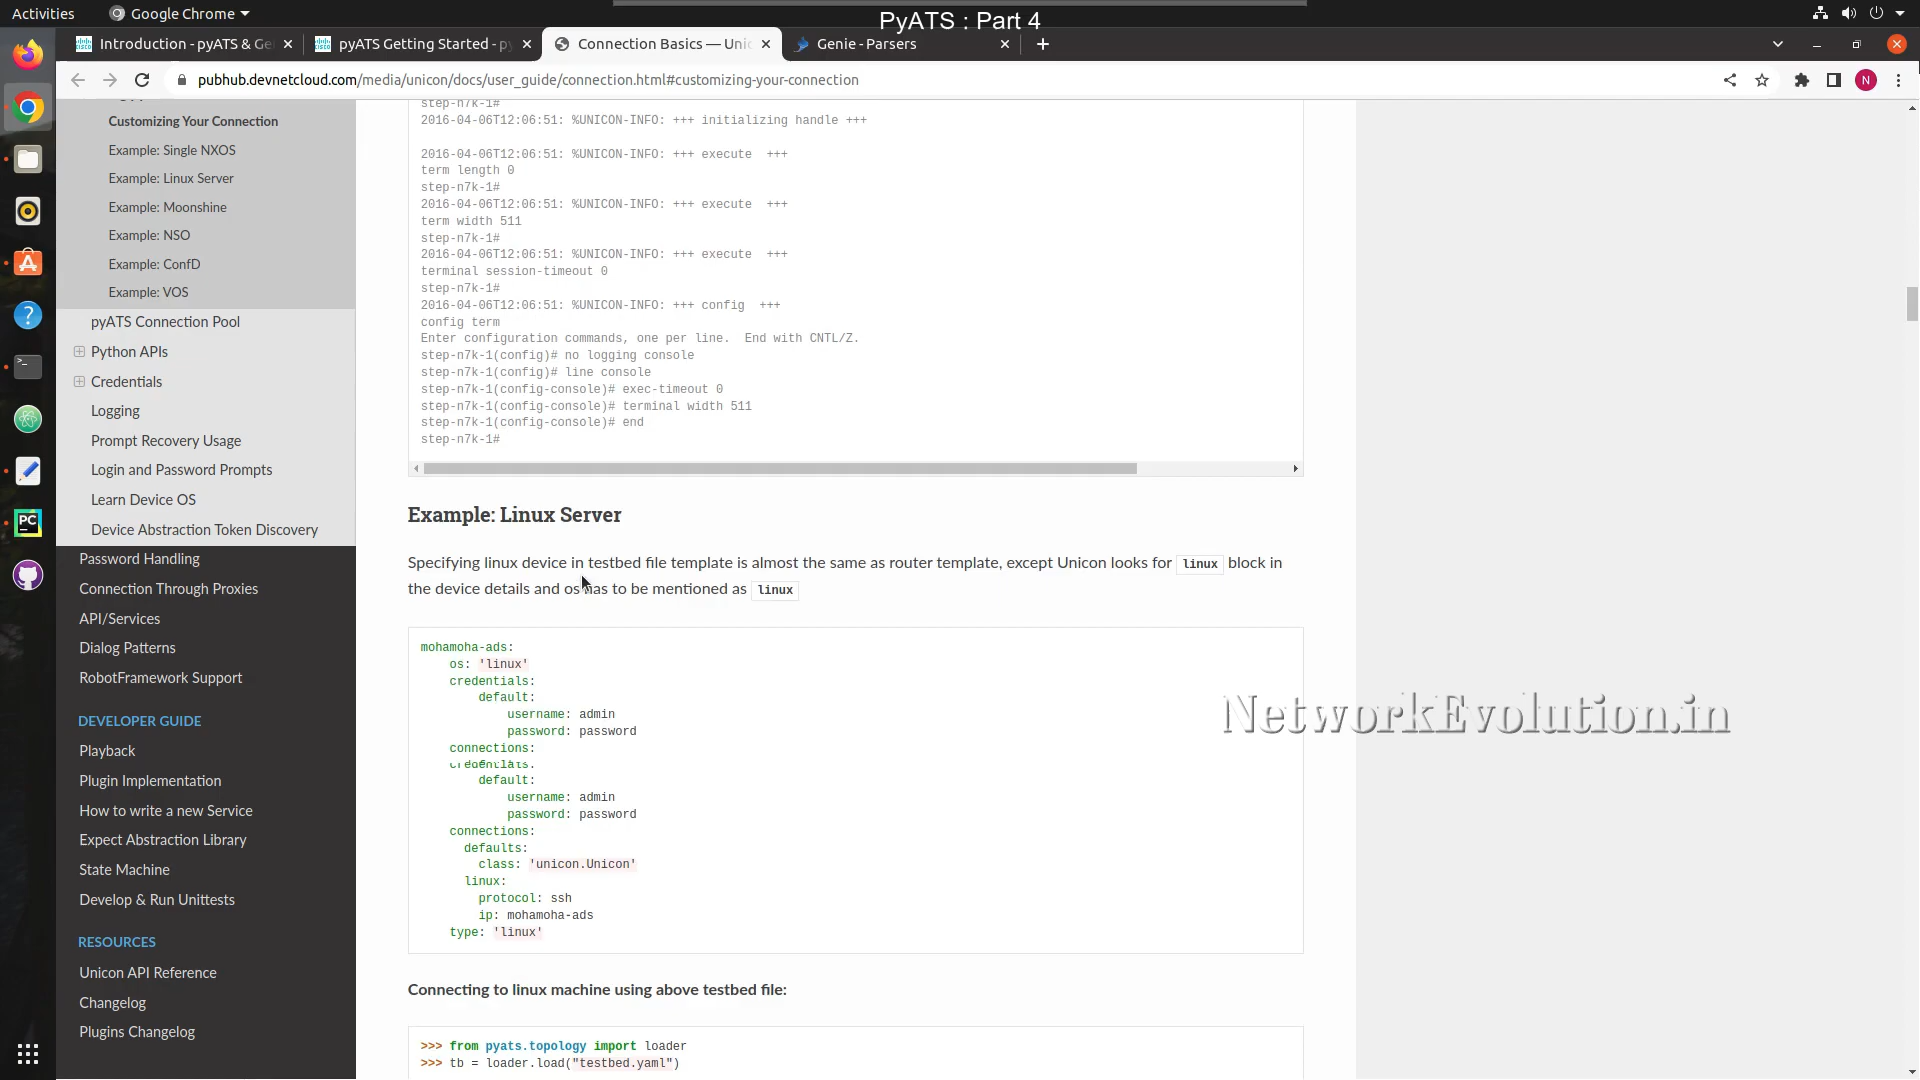 Activities
Google Chrome
PyATS : Part 4
Introduction - pyATS & Ge
pyATS Getting Started - py
Connection Basics — Unic
Genie - Parsers
pubhub.devnetcloud.com/media/unicon/docs/user_guide/connection.html#customizing-your-connection
N
Customizing Your Connection
Example: Single NXOS
Example: Linux Server
Example: Moonshine
Example: NSO
Example: ConfD
Example: VOS
pyATS Connection Pool
Python APIs
Credentials
Logging
Prompt Recovery Usage
Login and Password Prompts
Learn Device OS
Device Abstraction Token Discovery
Password Handling
Connection Through Proxies
API/Services
Dialog Patterns
RobotFramework Support
DEVELOPER GUIDE
Playback
Plugin Implementation
How to write a new Service
Expect Abstraction Library
State Machine
Develop & Run Unittests
RESOURCES
Unicon API Reference
Changelog
Plugins Changelog
step-n7k-1#
2016-04-06T12:06:51: %UNICON-INFO: +++ initializing handle +++
2016-04-06T12:06:51: %UNICON-INFO: +++ execute  +++
term length 0
step-n7k-1#
2016-04-06T12:06:51: %UNICON-INFO: +++ execute  +++
term width 511
step-n7k-1#
2016-04-06T12:06:51: %UNICON-INFO: +++ execute  +++
terminal session-timeout 0
step-n7k-1#
2016-04-06T12:06:51: %UNICON-INFO: +++ config  +++
config term
Enter configuration commands, one per line.  End with CNTL/Z.
step-n7k-1(config)# no logging console
step-n7k-1(config)# line console
step-n7k-1(config-console)# exec-timeout 0
step-n7k-1(config-console)# terminal width 511
step-n7k-1(config-console)# end
step-n7k-1#
Example: Linux Server
Specifying linux device in testbed file template is almost the same as router template, except Unicon looks for linux block in
the device details and os has to be mentioned as linux
mohamoha-ads:
os: 'linux'
credentials:
default:
username: admin
password: password
connections:
credentials:
default:
username: admin
password: password
connections:
defaults:
class: 'unicon.Unicon'
linux:
protocol: ssh
ip: mohamoha-ads
type: 'linux'
NetworkEvolution.in
Connecting to linux machine using above testbed file:
>>> from pyats.topology import loader
>>> tb = loader.load("testbed.yaml")